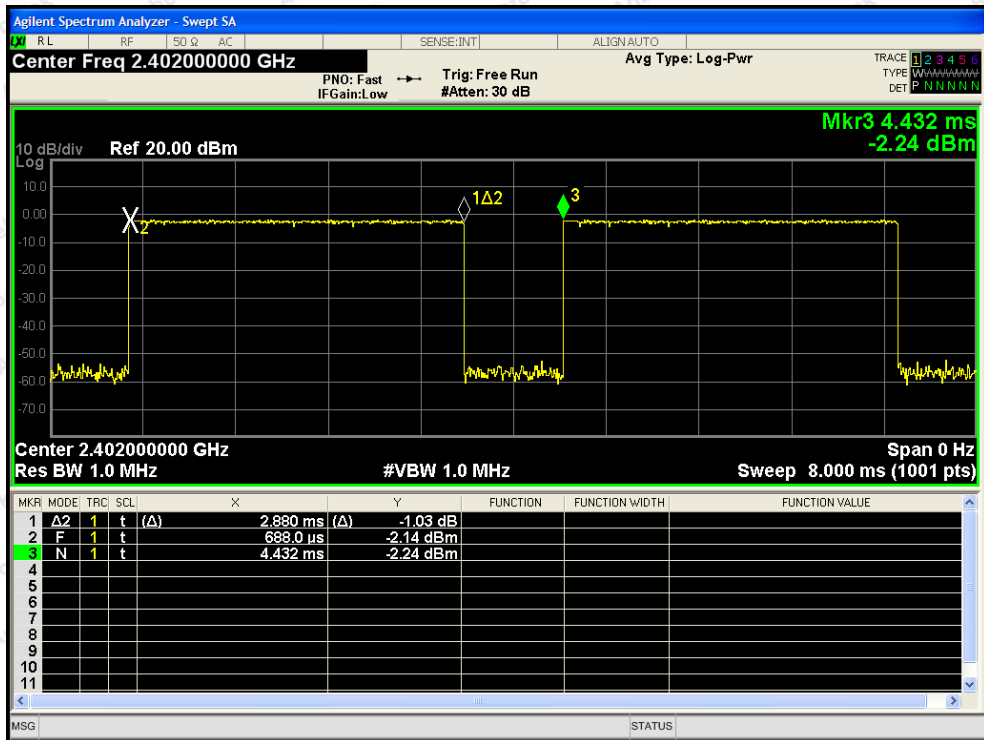 Agilent Spectrum Analyzer - Swept SA
LXI RL RF 50 Ω AC SENSE:INT ALIGN AUTO
Center Freq 2.402000000 GHz
PNO: Fast
IFGain:Low
Trig: Free Run
#Atten: 30 dB
Avg Type: Log-Pwr
TRACE 1 2 3 4 5 6
TYPE WWWWWW
DET P N N N N N
Mkr3 4.432 ms
-2.24 dBm
10 dB/div Ref 20.00 dBm
Log
10.0
0.00
-10.0
-20.0
-30.0
-40.0
-50.0
-60.0
-70.0
X2
1Δ2
3
Center 2.402000000 GHz Span 0 Hz
Res BW 1.0 MHz #VBW 1.0 MHz Sweep 8.000 ms (1001 pts)
MKR MODE TRC SCL X Y FUNCTION FUNCTION WIDTH FUNCTION VALUE
1 Δ2 1 t (Δ) 2.880 ms (Δ) -1.03 dB
2 F 1 t 688.0 µs -2.14 dBm
3 N 1 t 4.432 ms -2.24 dBm
4
5
6
7
8
9
10
11
MSG STATUS